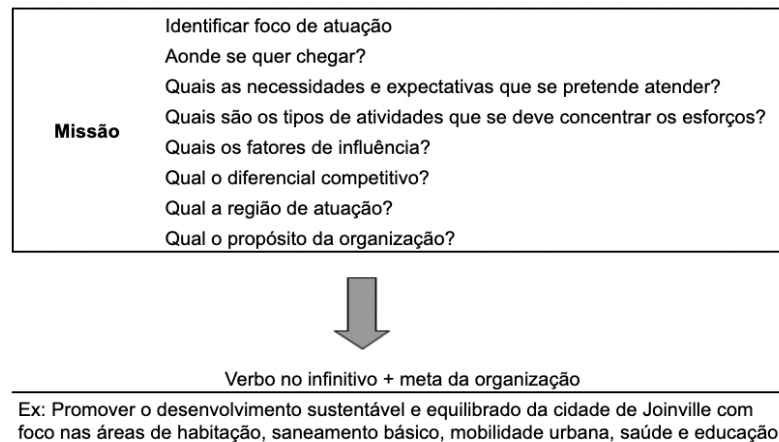 Identificar foco de atuação
Aonde se quer chegar?
Quais as necessidades e expectativas que se pretende atender?
Quais são os tipos de atividades que se deve concentrar os esforços?
Missão
Quais os fatores de influência?
Qual o diferencial competitivo?
Qual a região de atuação?
Qual o propósito da organização?
Verbo no infinitivo + meta da organização
Ex: Promover o desenvolvimento sustentável e equilibrado da cidade de Joinville com
foco nas áreas de habitação, saneamento básico, mobilidade urbana, saúde e educação